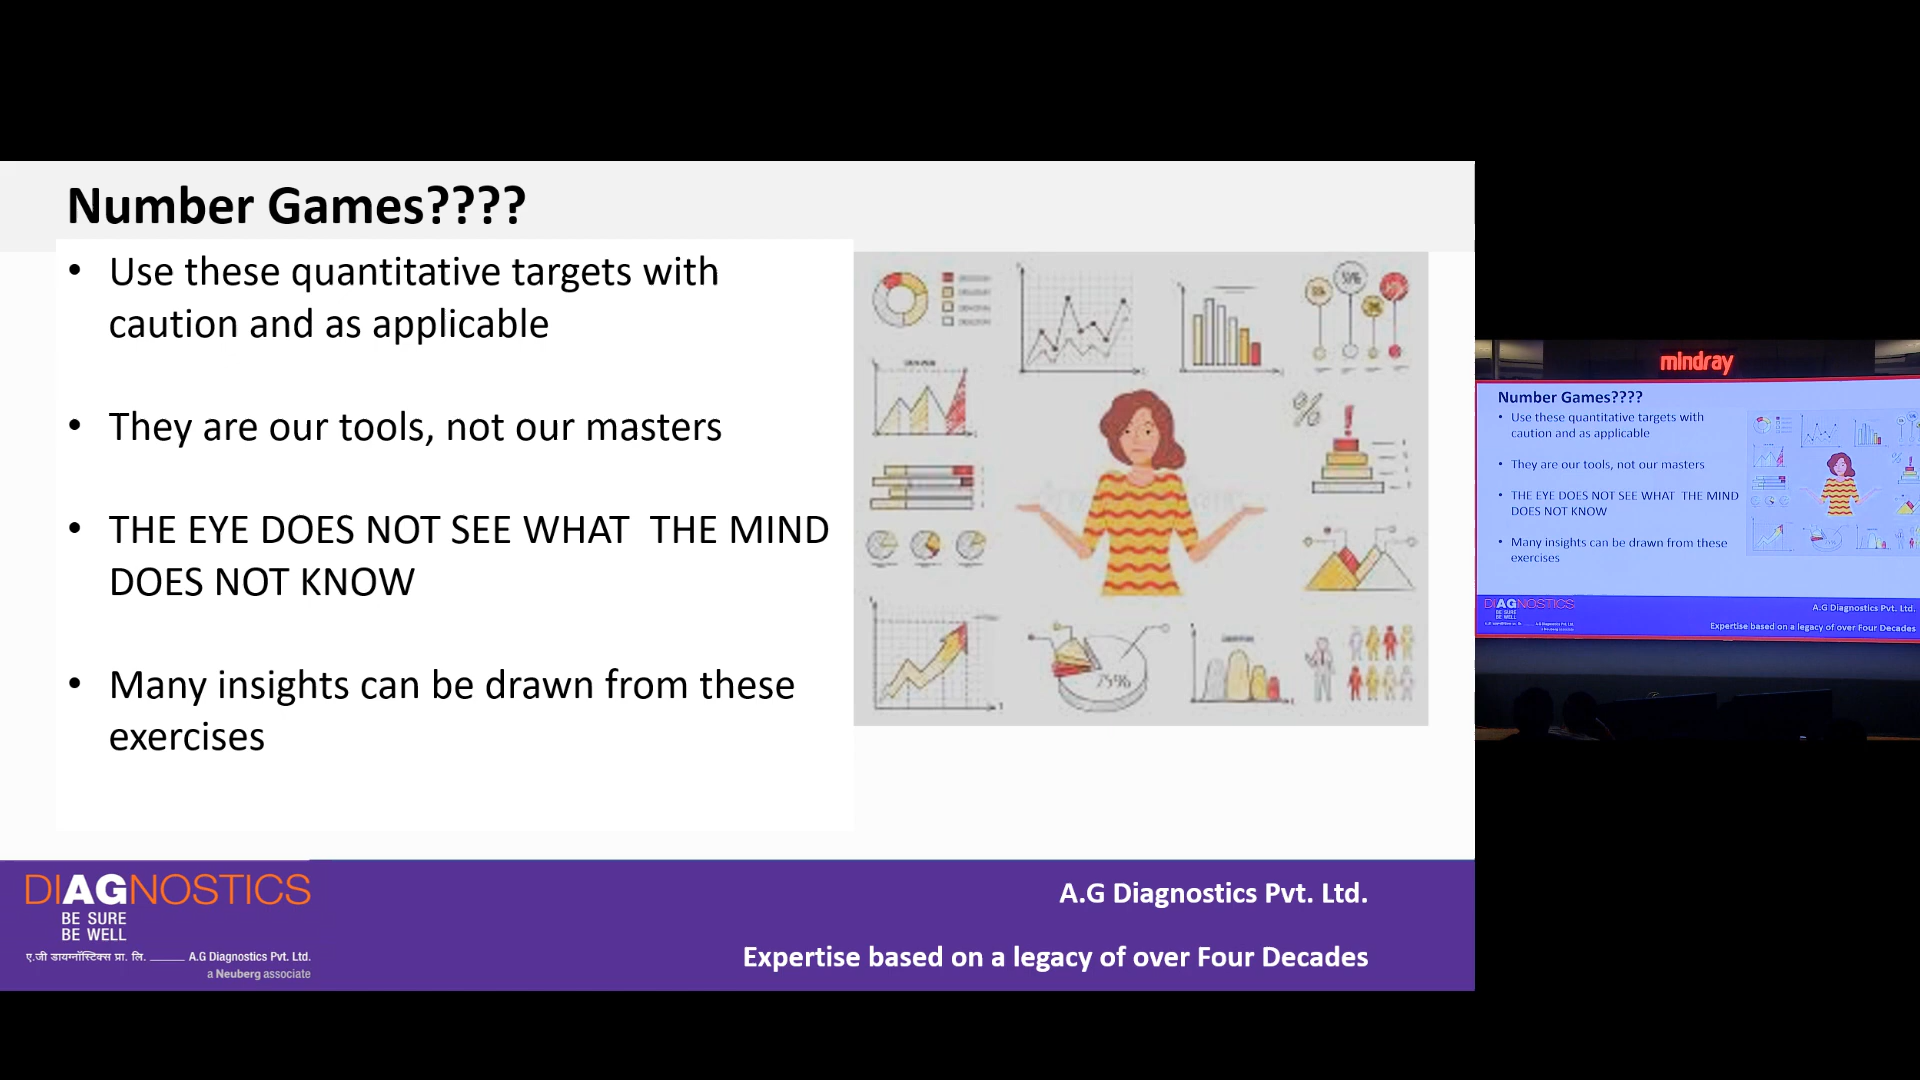 Number Games????
• Use these quantitative targets with
caution and as applicable
• They are our tools, not our masters
• THE EYE DOES NOT SEE WHAT  THE MIND
DOES NOT KNOW
• Many insights can be drawn from these
exercises
75%
DIAGNOSTICS
BE SURE
BE WELL
ए.जी डायग्नॉस्टिक्स प्रा. लि. A.G Diagnostics Pvt. Ltd.
a Neuberg associate
A.G Diagnostics Pvt. Ltd.
Expertise based on a legacy of over Four Decades
mindray
Number Games????
• Use these quantitative targets with
caution and as applicable
• They are our tools, not our masters
• THE EYE DOES NOT SEE WHAT  THE MIND
DOES NOT KNOW
• Many insights can be drawn from these
exercises
DIAGNOSTICS
BE SURE
BE WELL
A.G Diagnostics Pvt. Ltd.
Expertise based on a legacy of over Four Decades